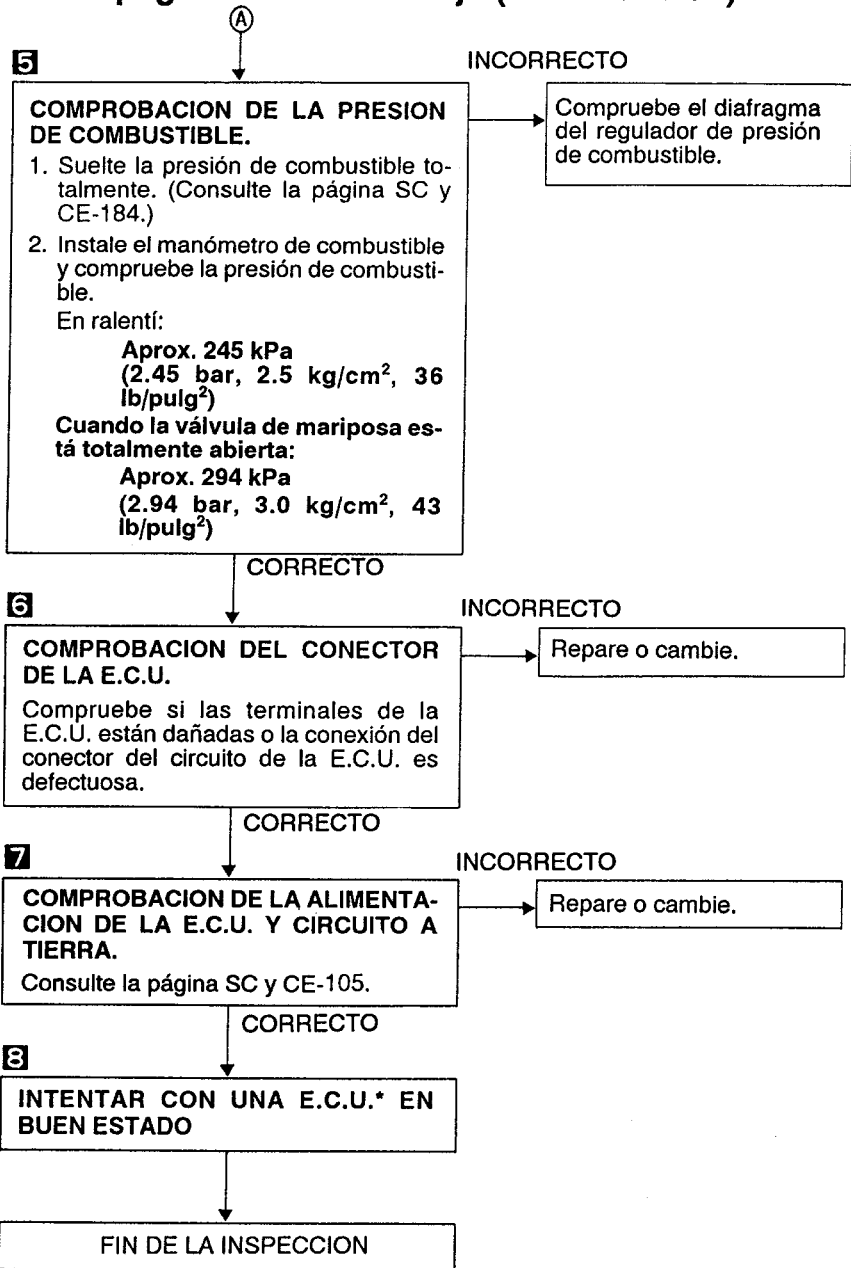 A
5
INCORRECTO
COMPROBACION DE LA PRESION
DE COMBUSTIBLE.
1. Suelte la presión de combustible to-
talmente. (Consulte la página SC y
CE-184.)
2. Instale el manómetro de combustible
y compruebe la presión de combusti-
ble.
En ralentí:
Aprox. 245 kPa
(2.45 bar, 2.5 kg/cm², 36
lb/pulg²)
Cuando la válvula de mariposa es-
tá totalmente abierta:
Aprox. 294 kPa
(2.94 bar, 3.0 kg/cm², 43
lb/pulg²)
Compruebe el diafragma
del regulador de presión
de combustible.
CORRECTO
6
INCORRECTO
COMPROBACION DEL CONECTOR
DE LA E.C.U.
Compruebe si las terminales de la
E.C.U. están dañadas o la conexión del
conector del circuito de la E.C.U. es
defectuosa.
Repare o cambie.
CORRECTO
7
INCORRECTO
COMPROBACION DE LA ALIMENTA-
CION DE LA E.C.U. Y CIRCUITO A
TIERRA.
Consulte la página SC y CE-105.
Repare o cambie.
CORRECTO
8
INTENTAR CON UNA E.C.U.* EN
BUEN ESTADO
FIN DE LA INSPECCION